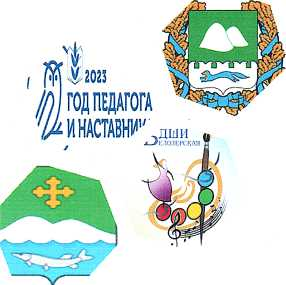 2023
ГОД ПЕДАГОГА
И НАСТАВНИ
ДШИ
БЕЛОЗЕРСКАЯ